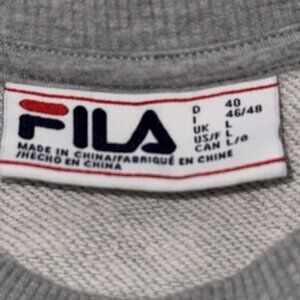 FILA
D 40
I 46/48
UK L
US/F L
CAN L/G
MADE IN CHINA/FABRIQUÉ EN CHINE
/HECHO EN CHINA